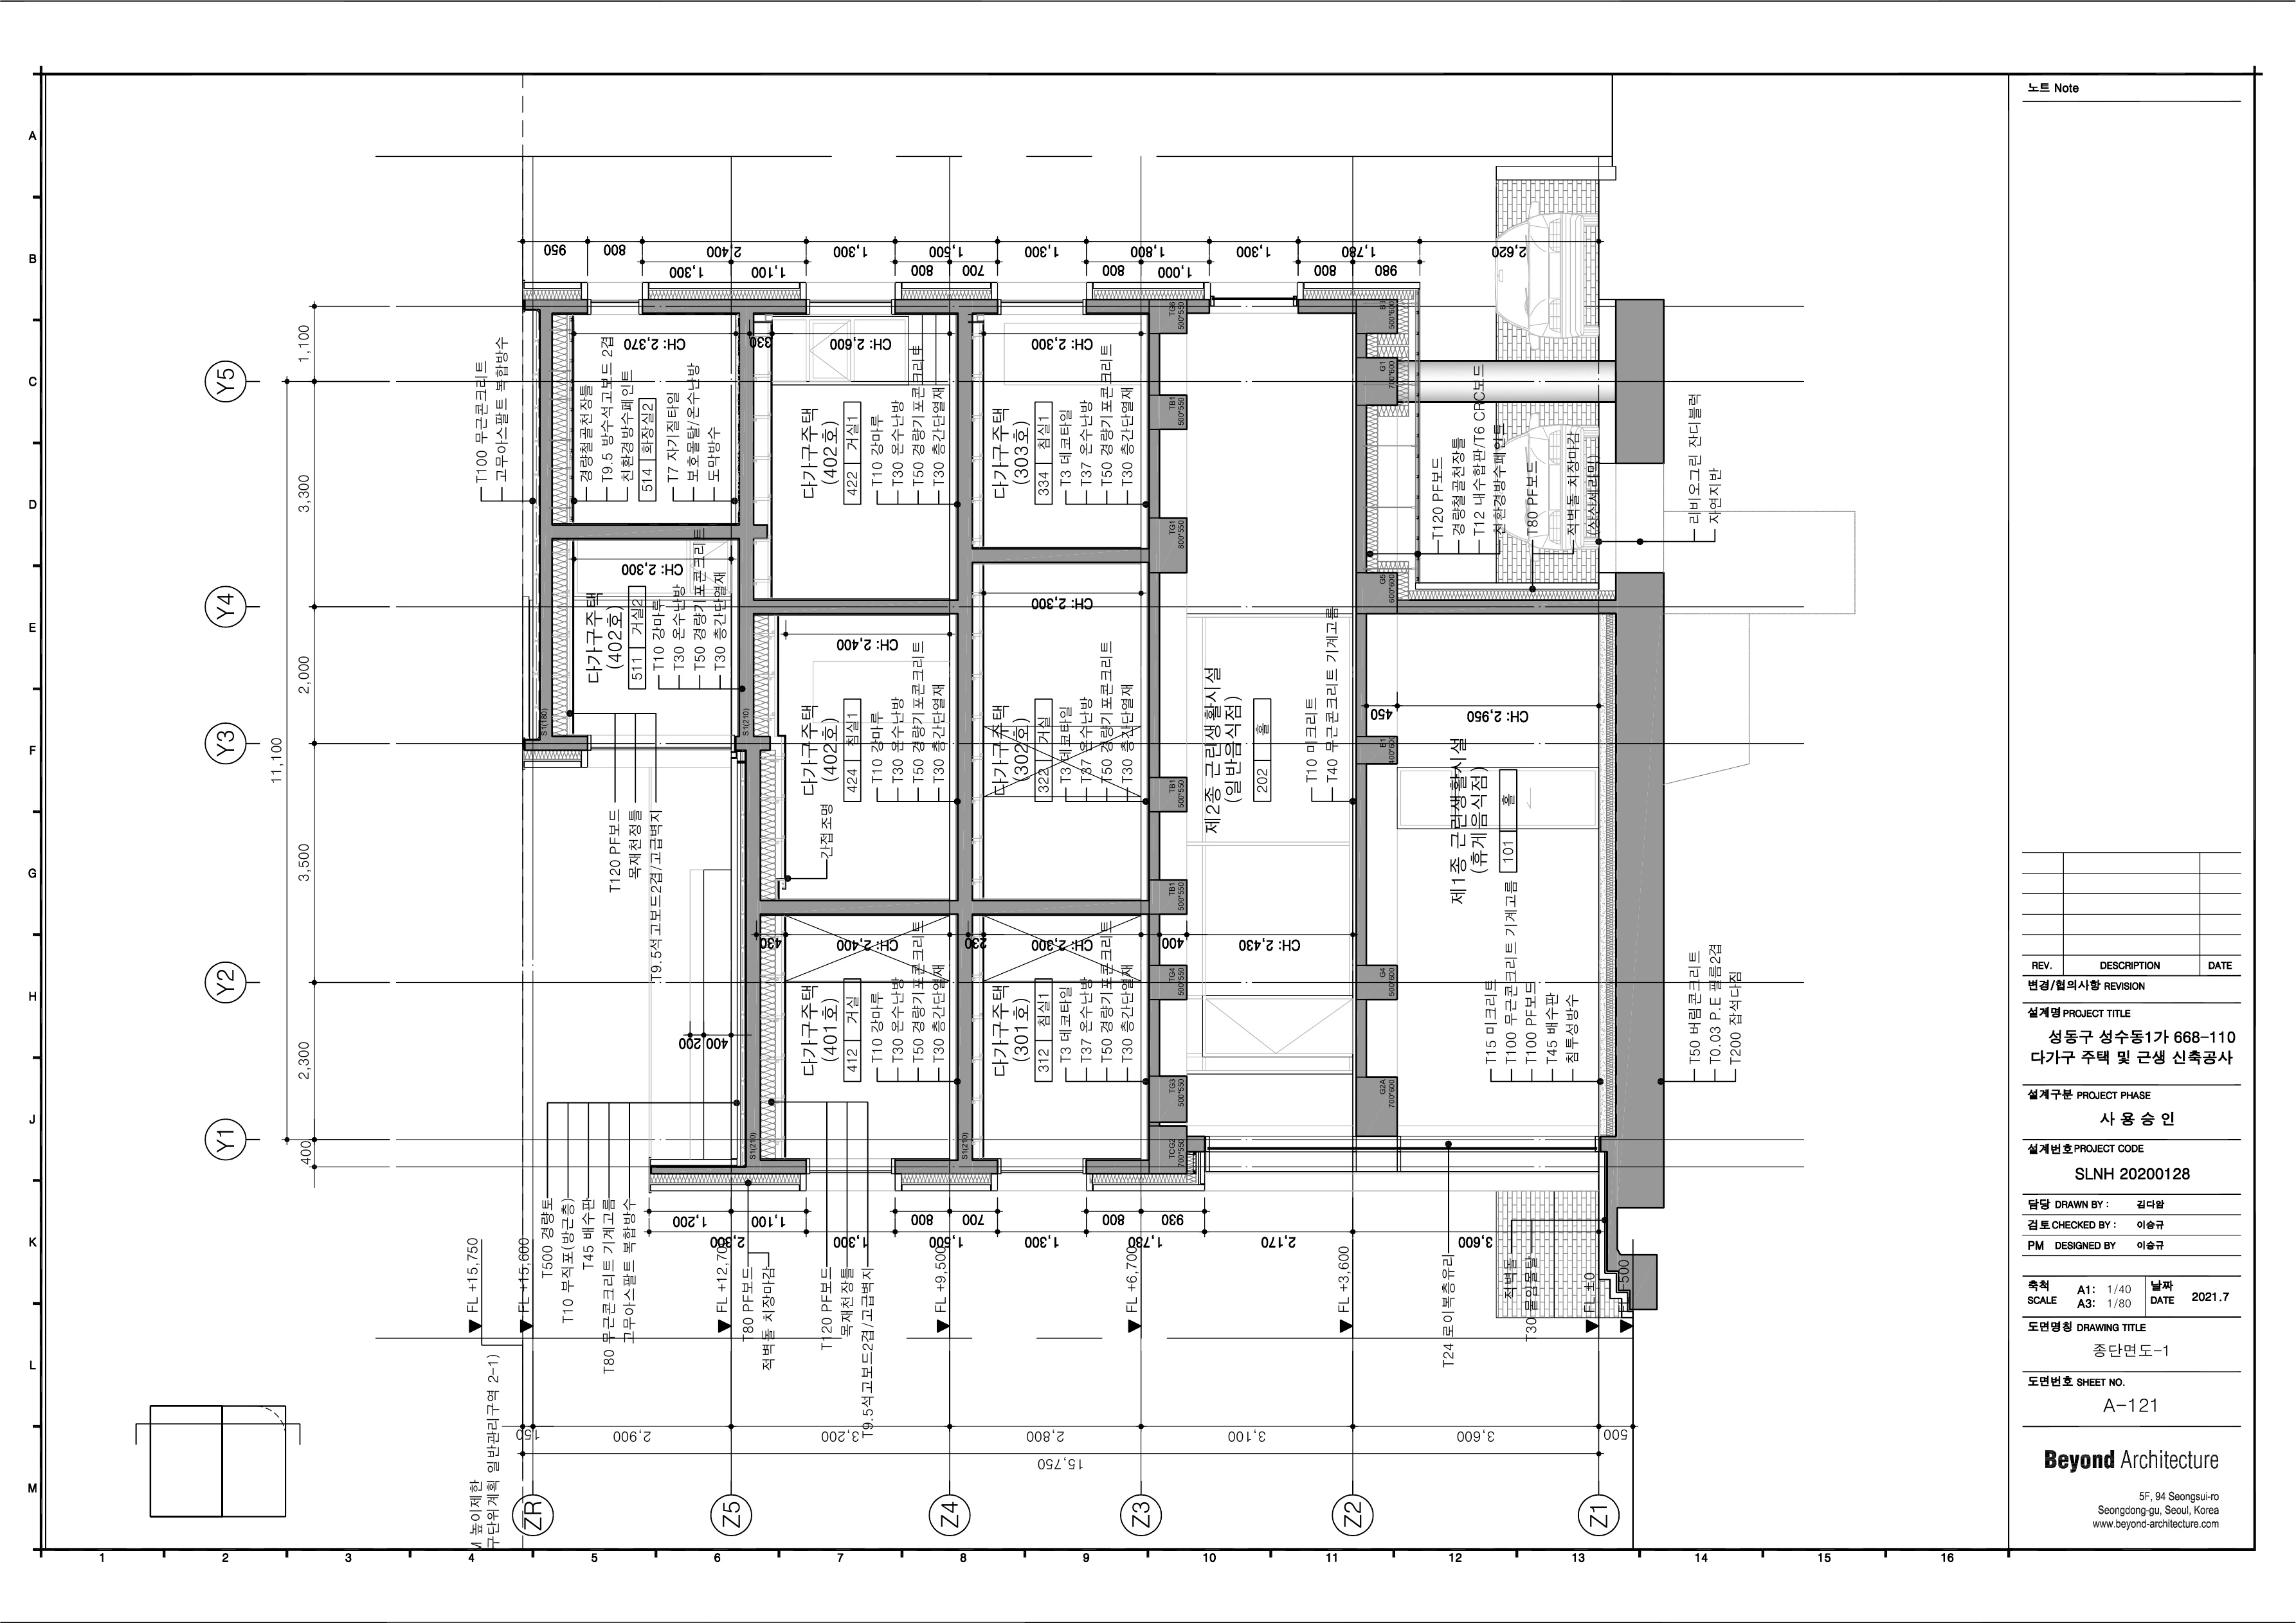 노트 Note
REV. DESCRIPTION DATE
변경/협의사항 REVISION
설계명 PROJECT TITLE
성동구 성수동1가 668-110
다가구 주택 및 근생 신축공사
설계구분 PROJECT PHASE
사 용 승 인
설계번호 PROJECT CODE
SLNH 20200128
담당 DRAWN BY : 김다왐
검토 CHECKED BY : 이승규
PM DESIGNED BY 이승규
축척 SCALE A1: 1/40 A3: 1/80
날짜 DATE 2021.7
도면명칭 DRAWING TITLE
종단면도-1
도면번호 SHEET NO.
A-121
Beyond Architecture
5F, 94 Seongsui-ro
Seongdong-gu, Seoul, Korea
www.beyond-architecture.com
A
B
C
D
E
F
G
H
J
K
L
M
1 2 3 4 5 6 7 8 9 10 11 12 13 14 15 16
Y5
Y4
Y3
Y2
Y1
1,100
3,300
2,000
3,500
2,300
400
11,100
ZR
Z5
Z4
Z3
Z2
Z1
150 2,900 3,200 2,800 3,100 3,600 500
15,750
950 800 2,400 1,300 1,500 1,300 1,800 1,300 1,780 2,620
1,300 1,100 800 700 800 1,000 800 980
1,200 1,100 800 700 800 930
2,300 1,300 1,500 1,300 1,730 2,170 3,600
FL +15,750
FL +15,600
FL +12,700
FL +9,500
FL +6,700
FL +3,600
FL ±0
T100 무근콘크리트
고무아스팔트 복합방수
경량철골천장틀
T9.5 방수석고보드 2겹
친환경방수페인트
514 화장실2
T7 자기질타일
보호몰탈/온수난방
도막방수
CH: 2,370
330
CH: 2,600
다가구주택
(402호)
422 거실1
T10 강마루
T30 온수난방
T50 경량기포콘크리트
T30 층간단열재
CH: 2,300
다가구주택
(303호)
334 침실1
T3 데코타일
T37 온수난방
T50 경량기포콘크리트
T30 층간단열재
CH: 2,300
다가구주택
(402호)
511 거실2
T10 강마루
T30 온수난방
T50 경량기포콘크리트
T30 층간단열재
S1(180)
S1(210)
T120 PF보드
목재천정틀
T9.5석고보드2겹/고급벽지
CH: 2,400
다가구주택
(402호)
424 침실1
T10 강마루
T30 온수난방
T50 경량기포콘크리트
T30 층간단열재
간접조명
CH: 2,300
다가구주택
(302호)
322 거실
T3 데코타일
T37 온수난방
T50 경량기포콘크리트
T30 층간단열재
430
CH: 2,400
다가구주택
(401호)
412 거실
T10 강마루
T30 온수난방
T50 경량기포콘크리트
T30 층간단열재
230
CH: 2,300
다가구주택
(301호)
312 침실1
T3 데코타일
T37 온수난방
T50 경량기포콘크리트
T30 층간단열재
400
CH: 2,430
제2종 근린생활시설
(일반음식점)
202 홀
T10 미크리트
T40 무근콘크리트 기계고름
450
CH: 2,950
제1종 근린생활시설
(휴게음식점)
101 홀
T15 미크리트
T100 무근콘크리트 기계고름
T100 PF보드
T45 배수판
침투성방수
T50 버림콘크리트
T0.03 P.E 필름2겹
T200 잡석다짐
T120 PF보드
경량철골천장틀
T12 내수합판/T6 CRC보드
친환경방수페인트
T80 PF보드
적벽돌 치장마감
리비오그린 잔디블럭
자연지반
200 400
T500 경량토
T10 부직포(방근층)
T45 배수판
T80 무근콘크리트 기계고름
고무아스팔트 복합방수
S1(210)
S1(210)
T80 PF보드
적벽돌 치장마감
T120 PF보드
목재천장틀
T9.5석고보드2겹/고급벽지
T24 로이복층유리
적벽돌
TG6 500*550
TB1 500*550
TG1 800*550
TB1 500*550
TB1 500*550
TG4 500*550
TG3 500*550
TCG2 700*550
500*600
G1 700*600
G5 600*600
B1 400*600
G4 500*600
G2A 700*600
높이제한
구단위계획 일반관리구역 2-1)